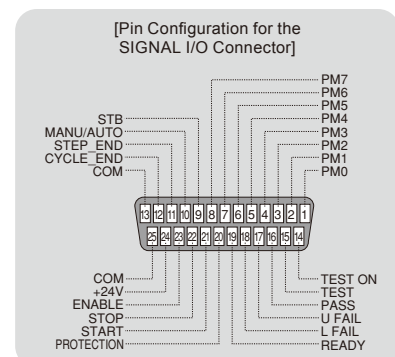 [Pin Configuration for the
SIGNAL I/O Connector]
PM7
PM6
PM5
PM4
PM3
PM2
PM1
PM0
STB
MANU/AUTO
STEP_END
CYCLE_END
COM
13 12 11 10 9 8 7 6 5 4 3 2 1
25 24 23 22 21 20 19 18 17 16 15 14
COM
+24V
ENABLE
STOP
START
PROTECTION
TEST ON
TEST
PASS
U FAIL
L FAIL
READY